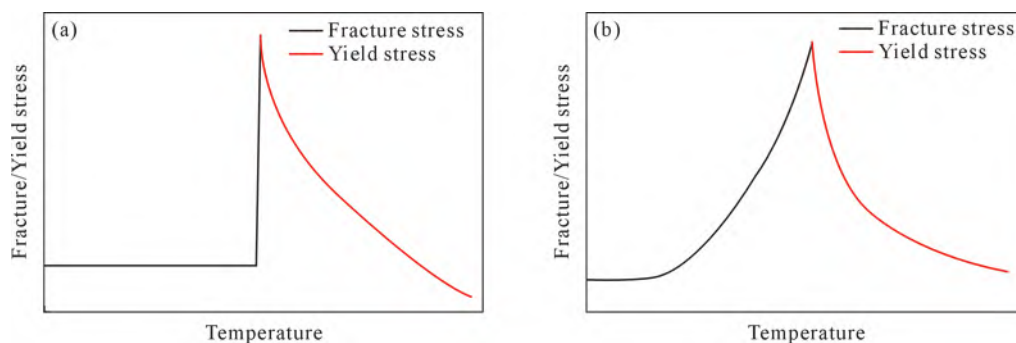 (a)
Fracture stress
Yield stress
Fracture/Yield stress
Temperature
(b)
Fracture stress
Yield stress
Fracture/Yield stress
Temperature